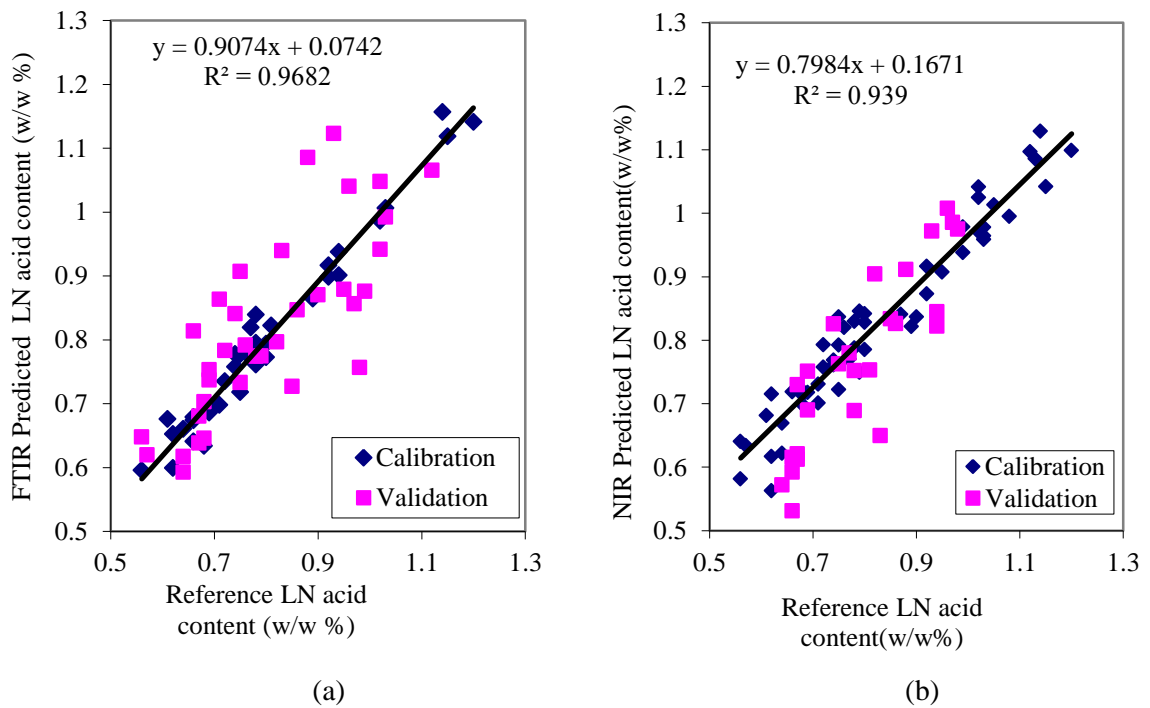 1.3
1.2
1.1
1
0.9
0.8
0.7
0.6
0.5
FTIR Predicted LN acid content (w/w %)
y = 0.9074x + 0.0742
R² = 0.9682
Calibration
Validation
0.5 0.7 0.9 1.1 1.3
Reference LN acid
content (w/w %)
(a)
1.3
1.2
1.1
1
0.9
0.8
0.7
0.6
0.5
NIR Predicted LN acid content(w/w%)
y = 0.7984x + 0.1671
R² = 0.939
Calibration
Validation
0.5 0.7 0.9 1.1 1.3
Reference LN acid
content(w/w%)
(b)